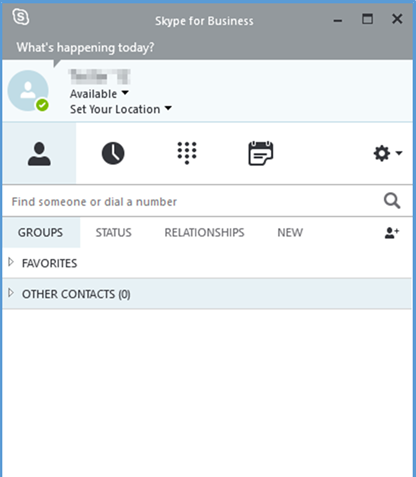 Skype for Business
What's happening today?
Available
Set Your Location
Find someone or dial a number
GROUPS STATUS RELATIONSHIPS NEW
FAVORITES
OTHER CONTACTS (0)